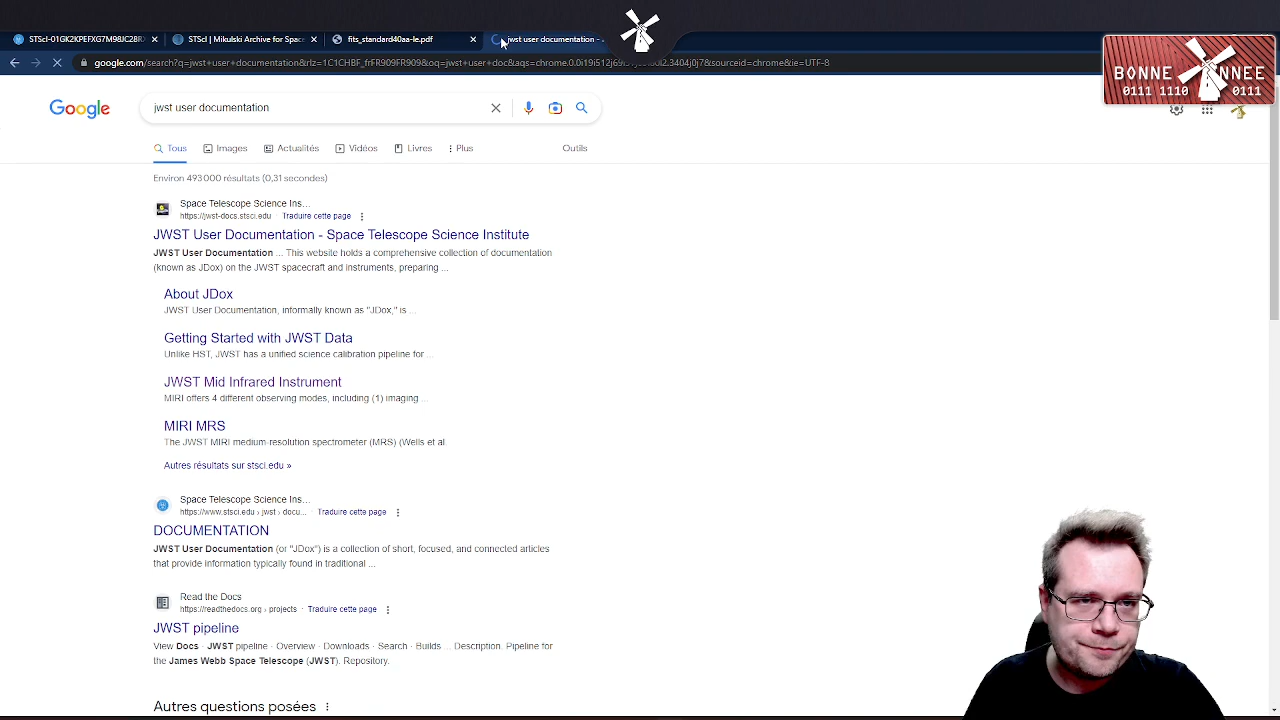 STScI-01GK2KPEFXG7M98JC28R
STScI | Mikulski Archive for Space
fits_standard40aa-le.pdf
jwst user documentation -
BONNE NNEE
0111 1110 0111
google.com/search?q=
jwst user documentation
Google
Tous Images Actualités Vidéos Livres Plus Outils
Environ 493 000 résultats (0,31 secondes)
Space Telescope Science Ins...
https://jwst-docs.stsci.edu Traduire cette page
JWST User Documentation - Space Telescope Science Institute
JWST User Documentation ... This website holds a comprehensive collection of documentation
(known as JDox) on the JWST spacecraft and instruments, preparing ...
About JDox
JWST User Documentation, informally known as "JDox," is ...
Getting Started with JWST Data
Unlike HST, JWST has a unified science calibration pipeline for ...
JWST Mid Infrared Instrument
MIRI offers 4 different observing modes, including (1) imaging ...
MIRI MRS
The JWST MIRI medium-resolution spectrometer (MRS) (Wells et al.
Autres résultats sur stsci.edu »
Space Telescope Science Ins...
https://www.stsci.edu › jwst › docu... Traduire cette page
DOCUMENTATION
JWST User Documentation (or "JDox") is a collection of short, focused, and connected articles
that provide information typically found in traditional ...
Read the Docs
https://readthedocs.org › projects Traduire cette page
JWST pipeline
View Docs · JWST pipeline · Overview · Downloads · Search · Builds ... Description. Pipeline for
the James Webb Space Telescope (JWST). Repository.
Autres questions posées